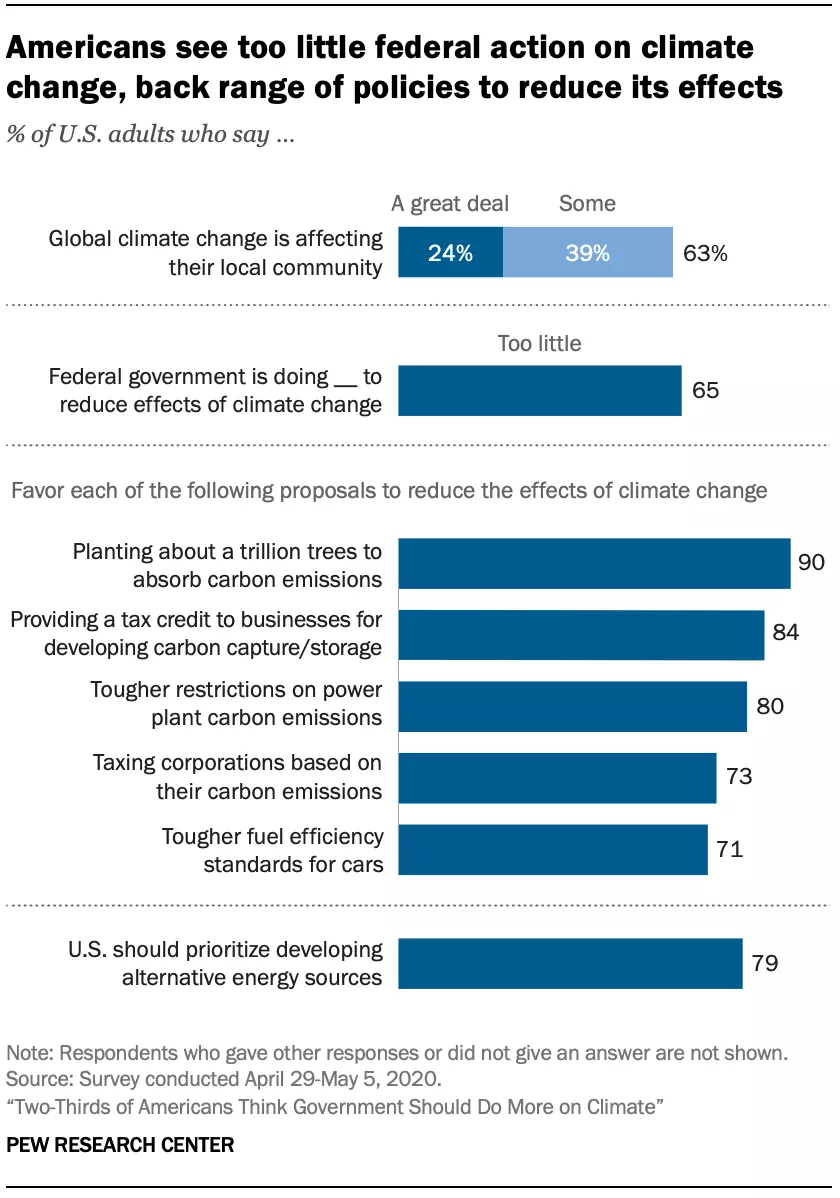 Americans see too little federal action on climate
change, back range of policies to reduce its effects
% of U.S. adults who say ...
A great deal Some
Global climate change is affecting
their local community
24% 39% 63%
Too little
Federal government is doing __ to
reduce effects of climate change
65
Favor each of the following proposals to reduce the effects of climate change
Planting about a trillion trees to
absorb carbon emissions
90
Providing a tax credit to businesses for
developing carbon capture/storage
84
Tougher restrictions on power
plant carbon emissions
80
Taxing corporations based on
their carbon emissions
73
Tougher fuel efficiency
standards for cars
71
U.S. should prioritize developing
alternative energy sources
79
Note: Respondents who gave other responses or did not give an answer are not shown.
Source: Survey conducted April 29-May 5, 2020.
“Two-Thirds of Americans Think Government Should Do More on Climate”
PEW RESEARCH CENTER